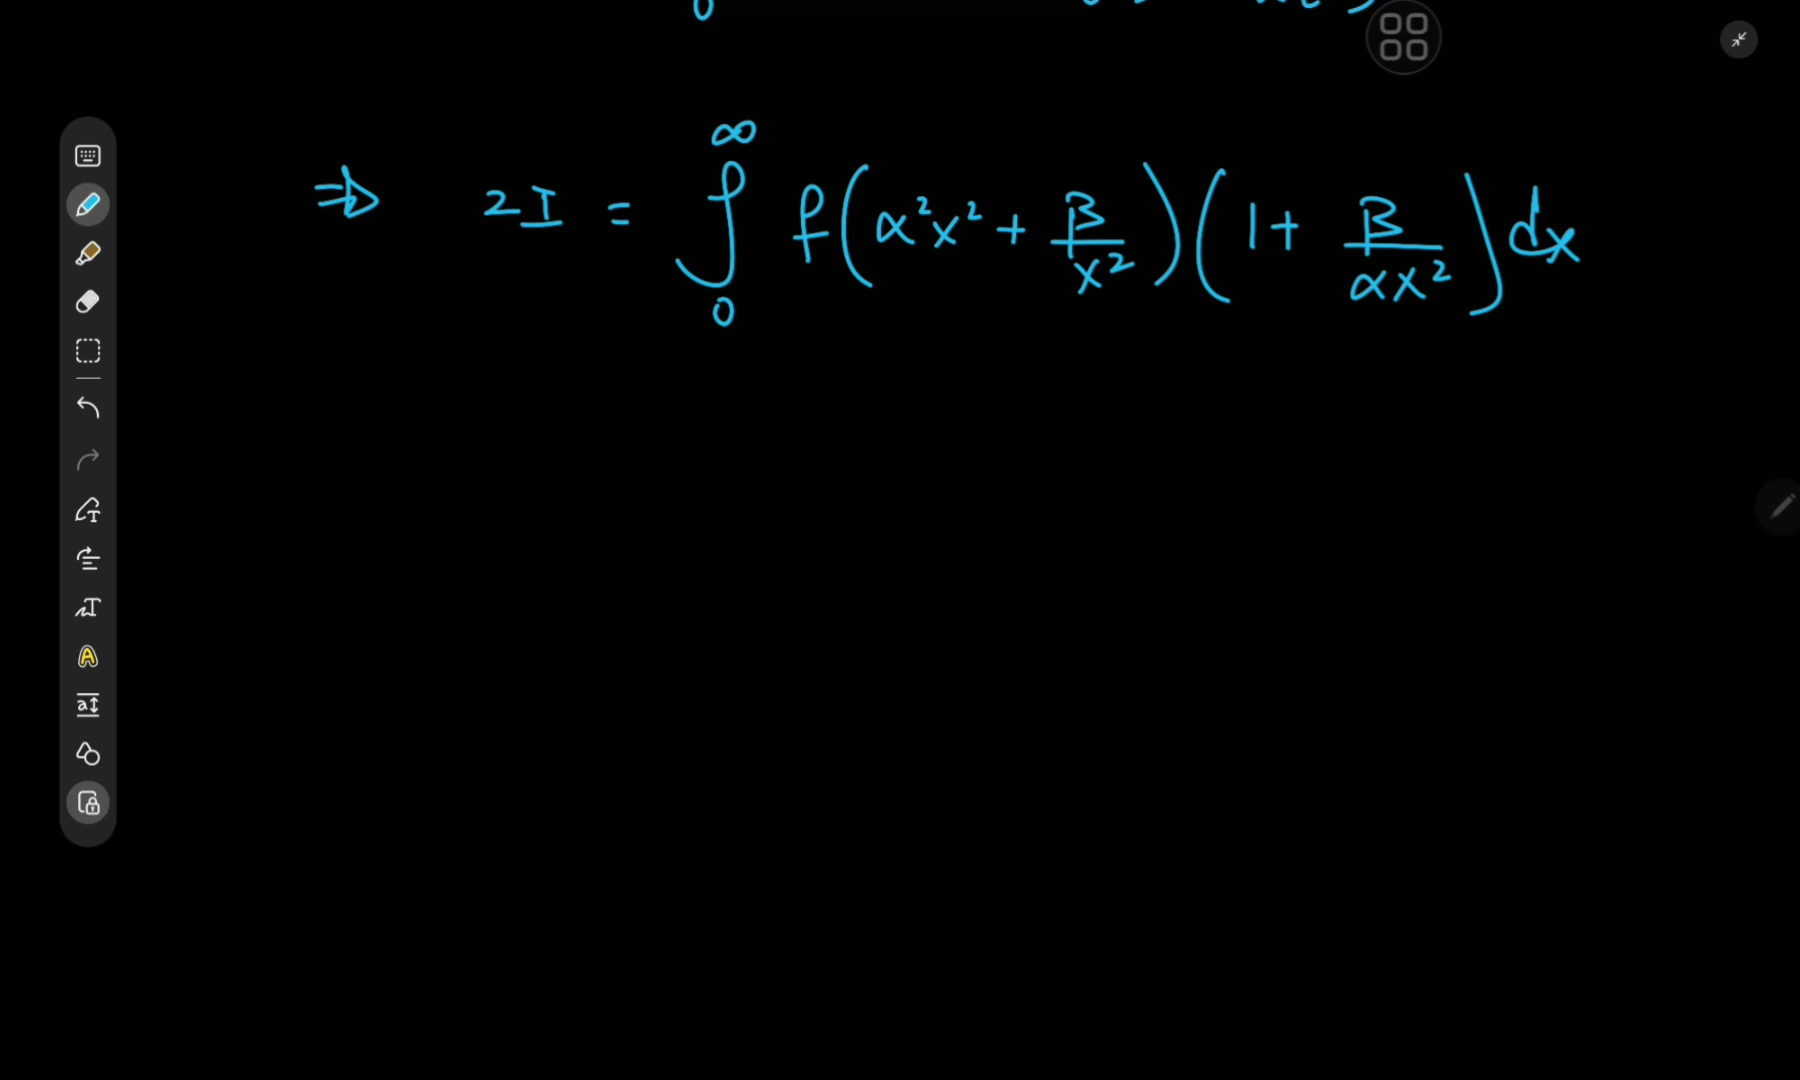 ⇒ 2I = ∫₀^∞ f(α²x² + β/x²)(1 + β/(αx²)) dx